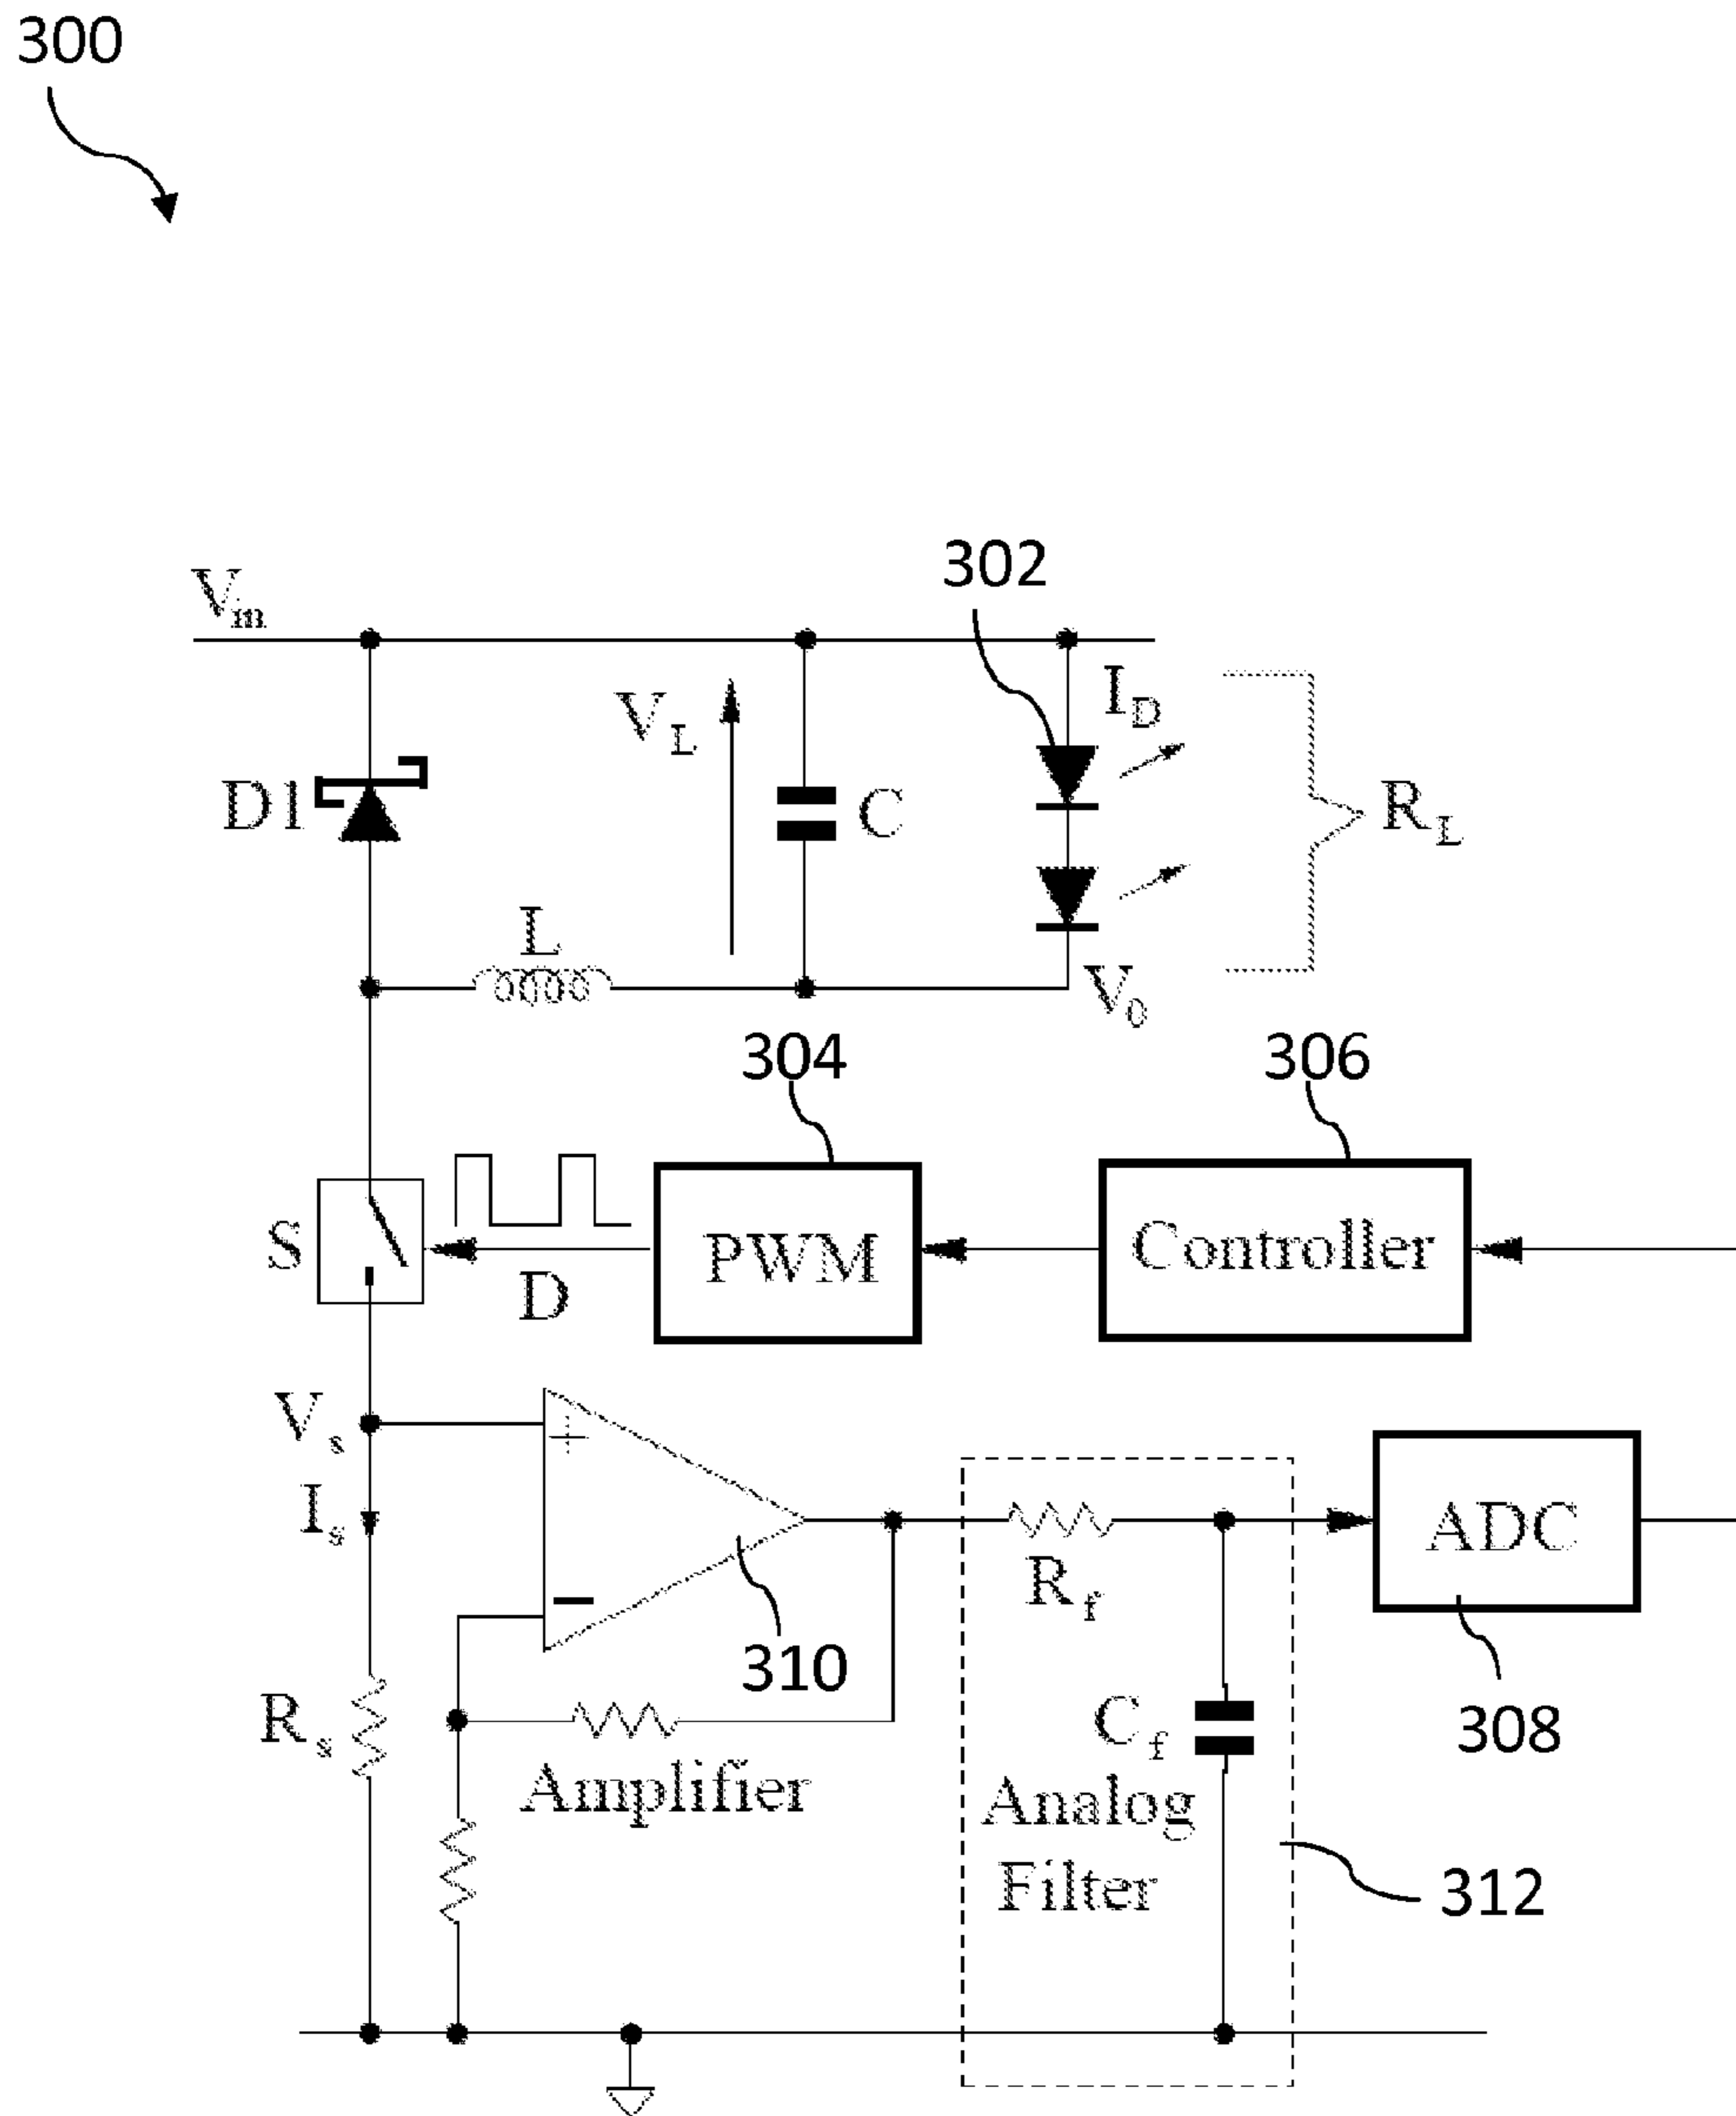 300
Vin
302
ID
VL
D1
C
RL
L
V0
304
306
S
PWM
Controller
D
Vs
Is
ADC
Rf
310
Rs
Cf
308
Amplifier
Analog
Filter
312